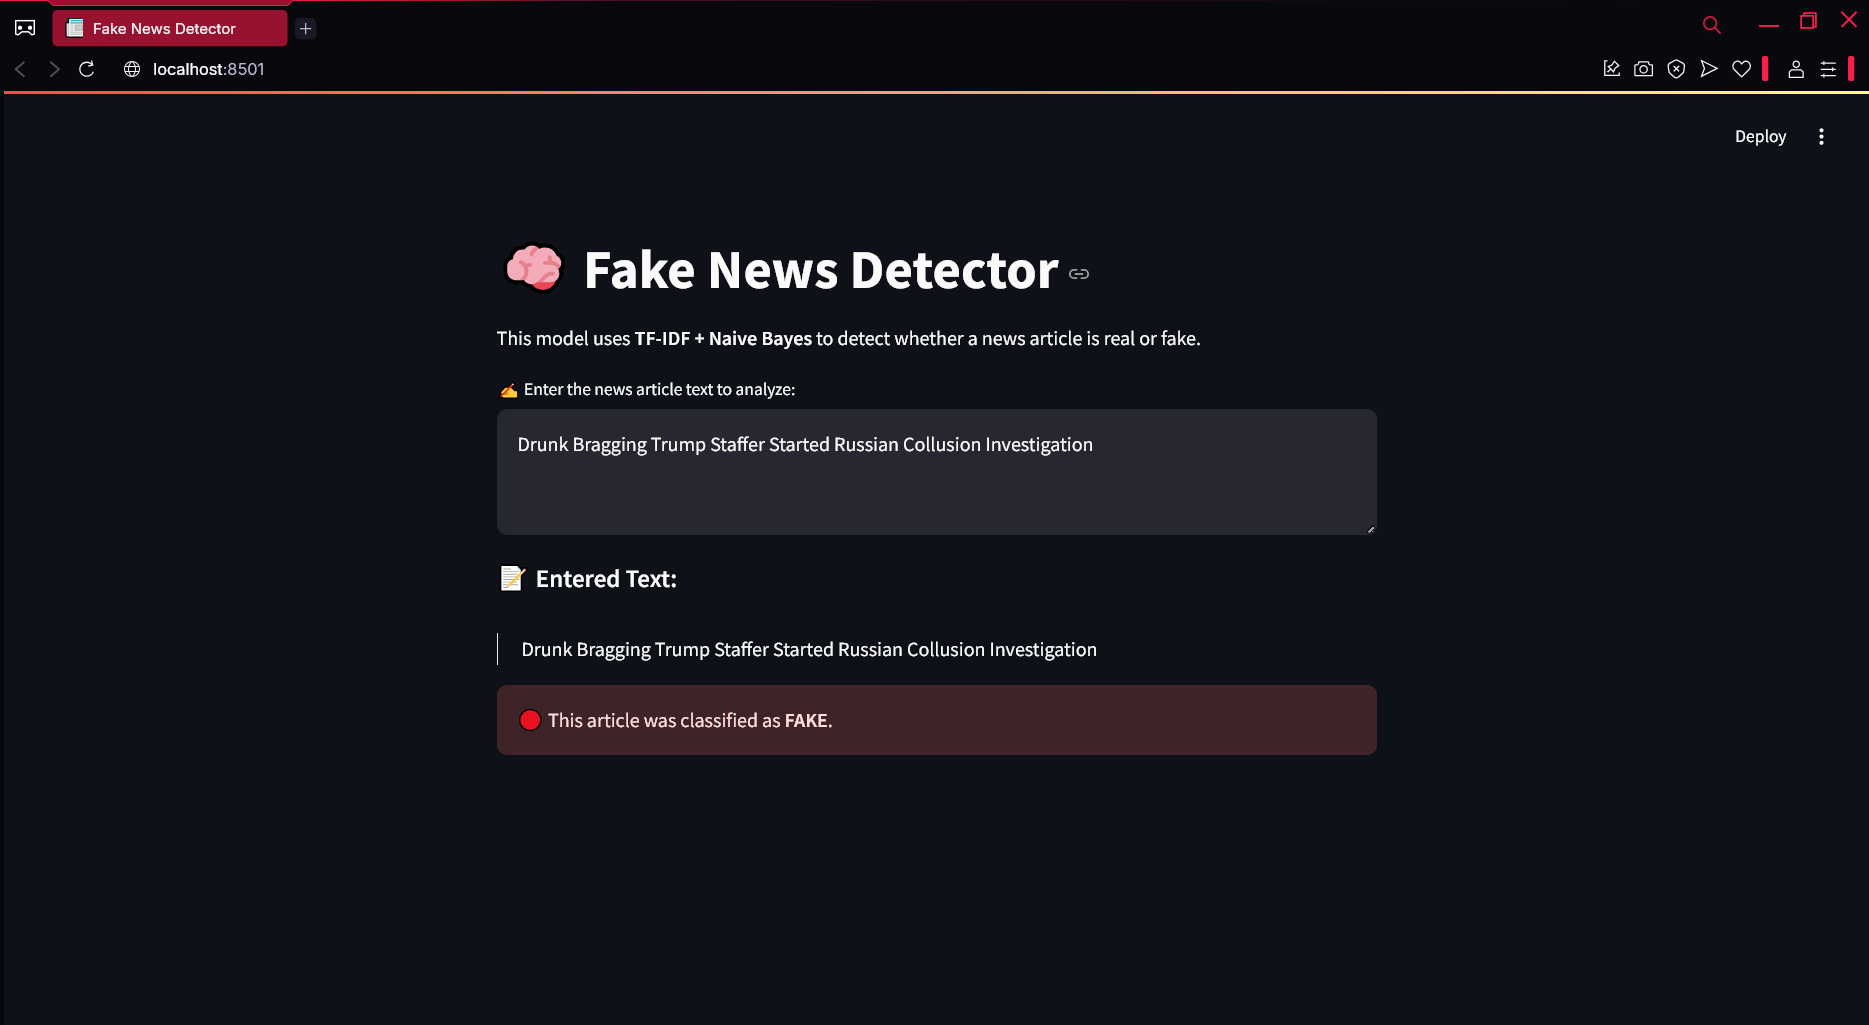 Fake News Detector
localhost:8501
Deploy
Fake News Detector
This model uses TF-IDF + Naive Bayes to detect whether a news article is real or fake.
Enter the news article text to analyze:
Drunk Bragging Trump Staffer Started Russian Collusion Investigation
Entered Text:
Drunk Bragging Trump Staffer Started Russian Collusion Investigation
This article was classified as FAKE.